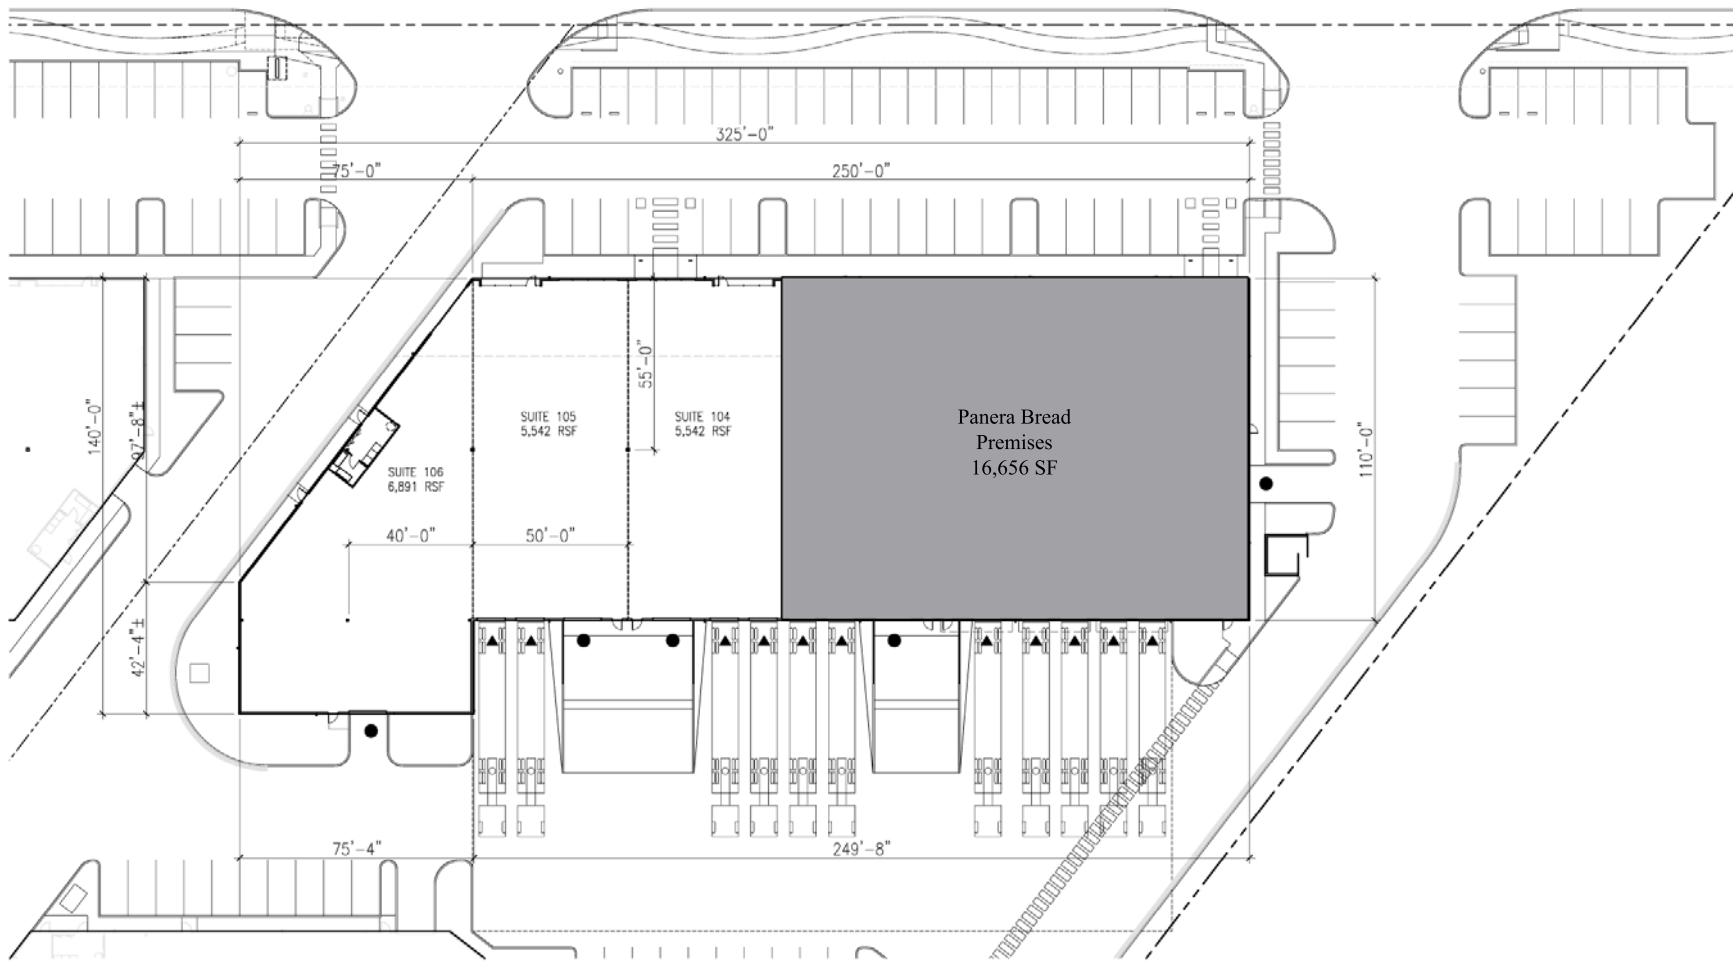 325'-0"
75'-0"
250'-0"
55'-0"
140'-0"
97'-8"±
SUITE 105
5,542 RSF
SUITE 104
5,542 RSF
Panera Bread
Premises
16,656 SF
110'-0"
SUITE 106
6,891 RSF
40'-0"
50'-0"
42'-4"±
75'-4"
249'-8"